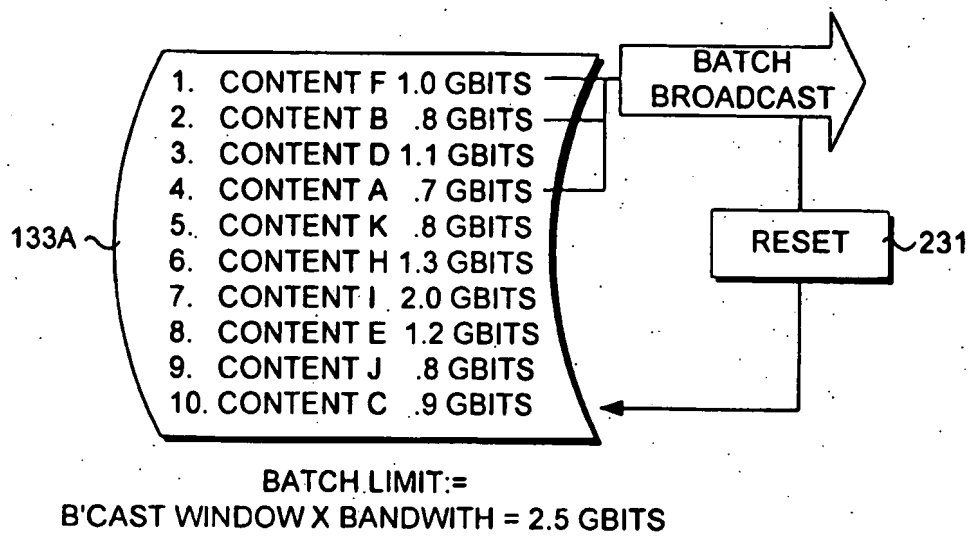 BATCH
BROADCAST
1. CONTENT F 1.0 GBITS
2. CONTENT B .8 GBITS
3. CONTENT D 1.1 GBITS
4. CONTENT A .7 GBITS
5. CONTENT K .8 GBITS
6. CONTENT H 1.3 GBITS
7. CONTENT I 2.0 GBITS
8. CONTENT E 1.2 GBITS
9. CONTENT J .8 GBITS
10. CONTENT C .9 GBITS
133A
RESET
231
BATCH LIMIT:=
B'CAST WINDOW X BANDWITH = 2.5 GBITS